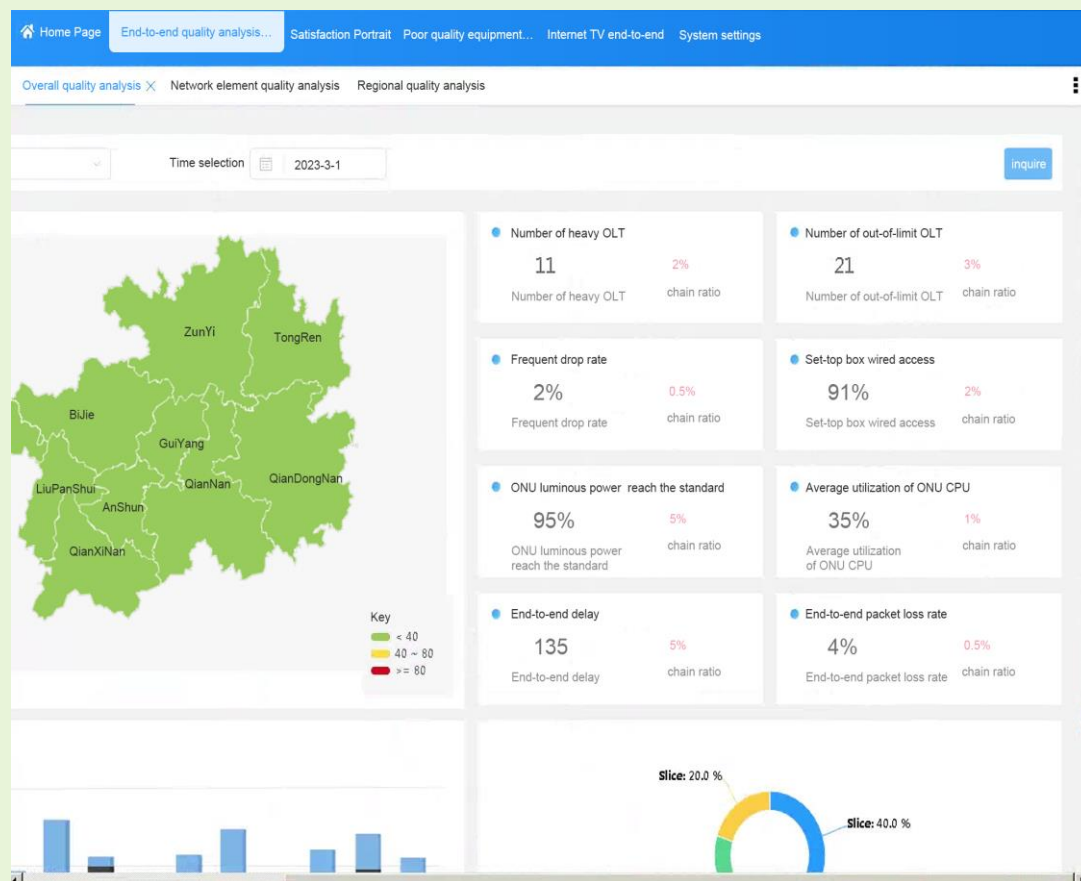 Home Page End-to-end quality analysis... Satisfaction Portrait Poor quality equipment... Internet TV end-to-end System settings
Overall quality analysis Network element quality analysis Regional quality analysis
Time selection 2023-3-1 inquire
ZunYi
TongRen
BiJie
GuiYang
LiuPanShui
QianNan
QianDongNan
AnShun
QianXiNan
Key
< 40
40 ~ 80
>= 80
Number of heavy OLT
11 2%
Number of heavy OLT chain ratio
Number of out-of-limit OLT
21 3%
Number of out-of-limit OLT chain ratio
Frequent drop rate
2% 0.5%
Frequent drop rate chain ratio
Set-top box wired access
91% 2%
Set-top box wired access chain ratio
ONU luminous power reach the standard
95% 5%
ONU luminous power chain ratio
reach the standard
Average utilization of ONU CPU
35% 1%
Average utilization chain ratio
of ONU CPU
End-to-end delay
135 5%
End-to-end delay chain ratio
End-to-end packet loss rate
4% 0.5%
End-to-end packet loss rate chain ratio
Slice: 20.0 %
Slice: 40.0 %